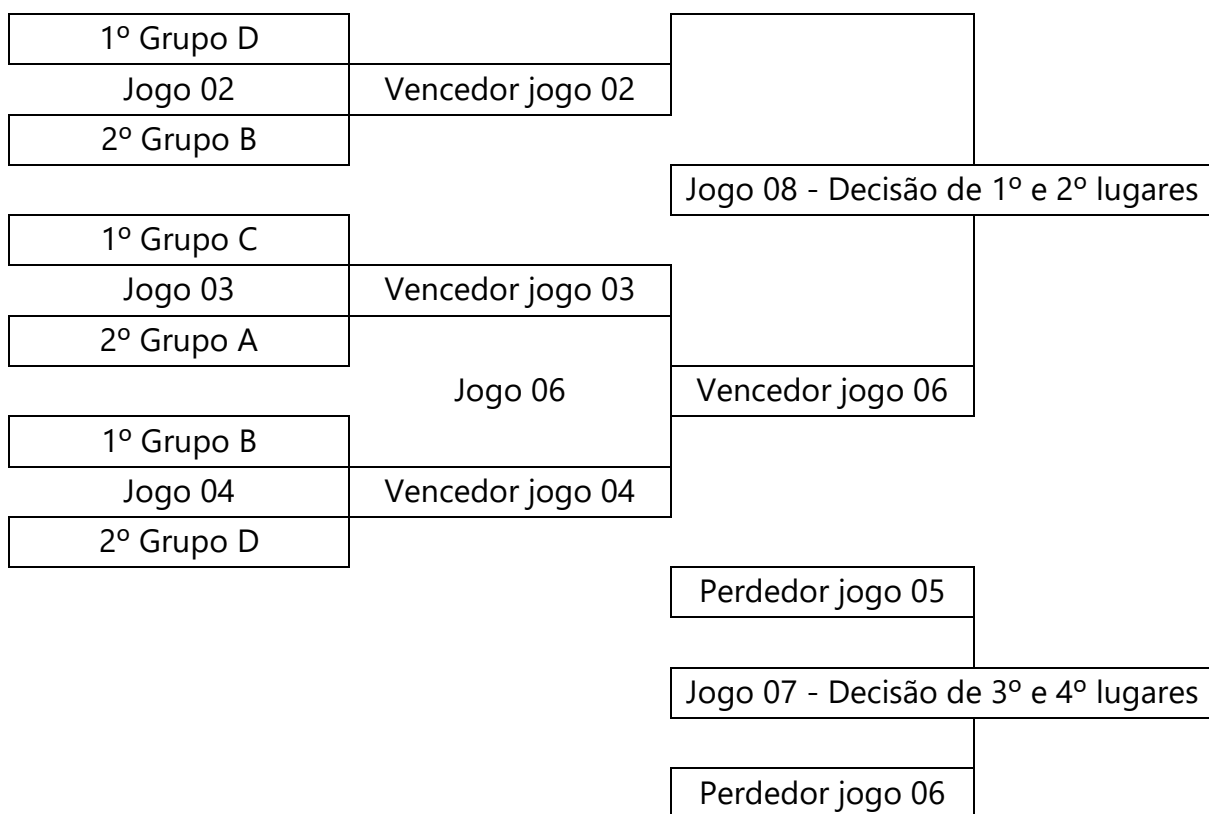 1º Grupo D
Jogo 02
Vencedor jogo 02
2º Grupo B
Jogo 08 - Decisão de 1º e 2º lugares
1º Grupo C
Jogo 03
Vencedor jogo 03
2º Grupo A
Jogo 06
Vencedor jogo 06
1º Grupo B
Jogo 04
Vencedor jogo 04
2º Grupo D
Perdedor jogo 05
Jogo 07 - Decisão de 3º e 4º lugares
Perdedor jogo 06